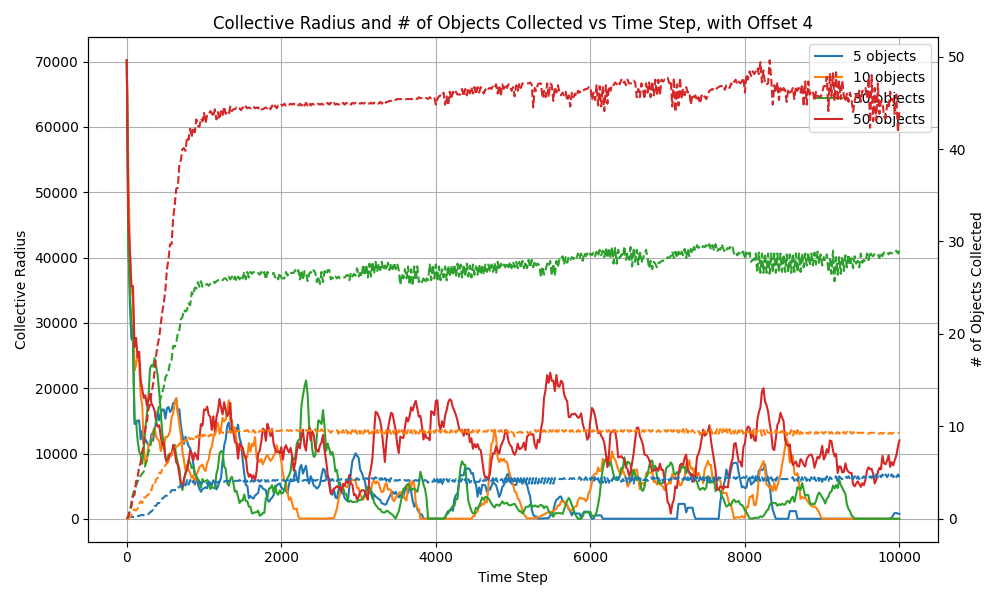 Collective Radius and # of Objects Collected vs Time Step, with Offset 4
70000
60000
50000
40000
30000
20000
10000
0
Collective Radius
5 objects
10 objects
30 objects
50 objects
50
40
30
20
10
0
# of Objects Collected
0
2000
4000
6000
8000
10000
Time Step